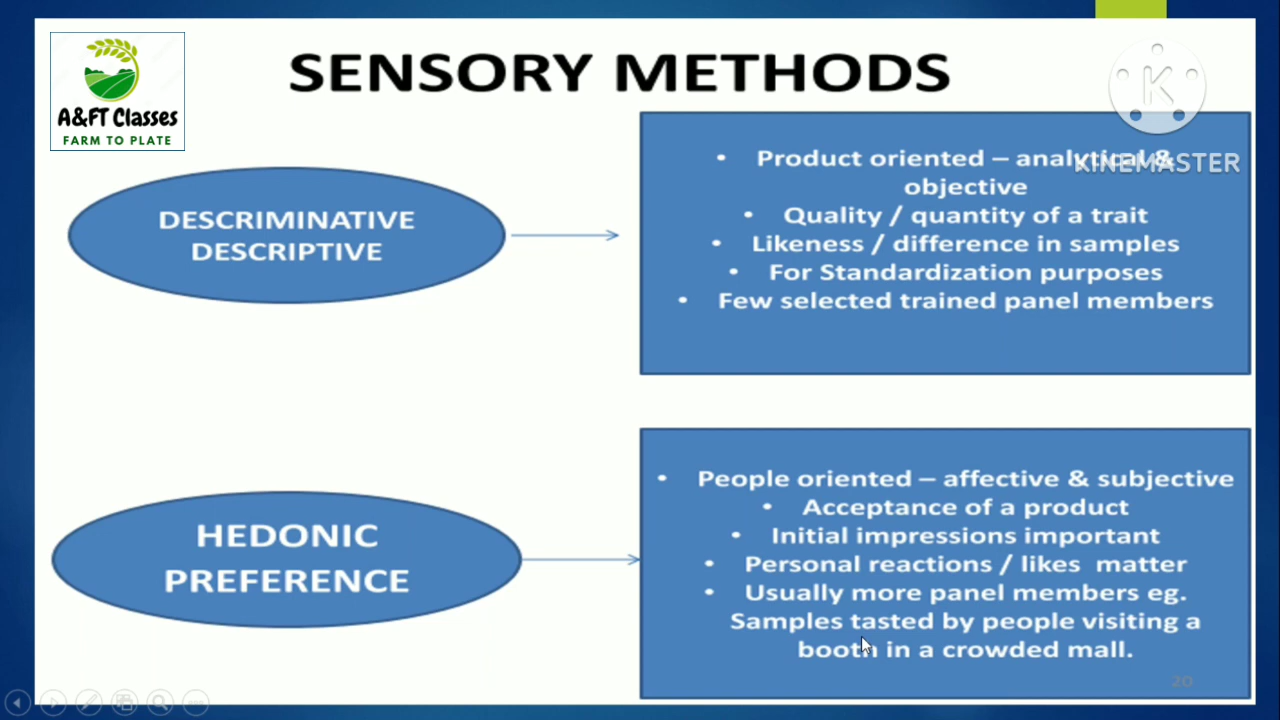 SENSORY METHODS
A&FT Classes
FARM TO PLATE
K
KINEMASTER
DESCRIMINATIVE
DESCRIPTIVE
• Product oriented – analytical &
objective
• Quality / quantity of a trait
• Likeness / difference in samples
• For Standardization purposes
• Few selected trained panel members
HEDONIC
PREFERENCE
• People oriented – affective & subjective
• Acceptance of a product
• Initial impressions important
• Personal reactions / likes matter
• Usually more panel members eg.
Samples tasted by people visiting a
booth in a crowded mall.
20